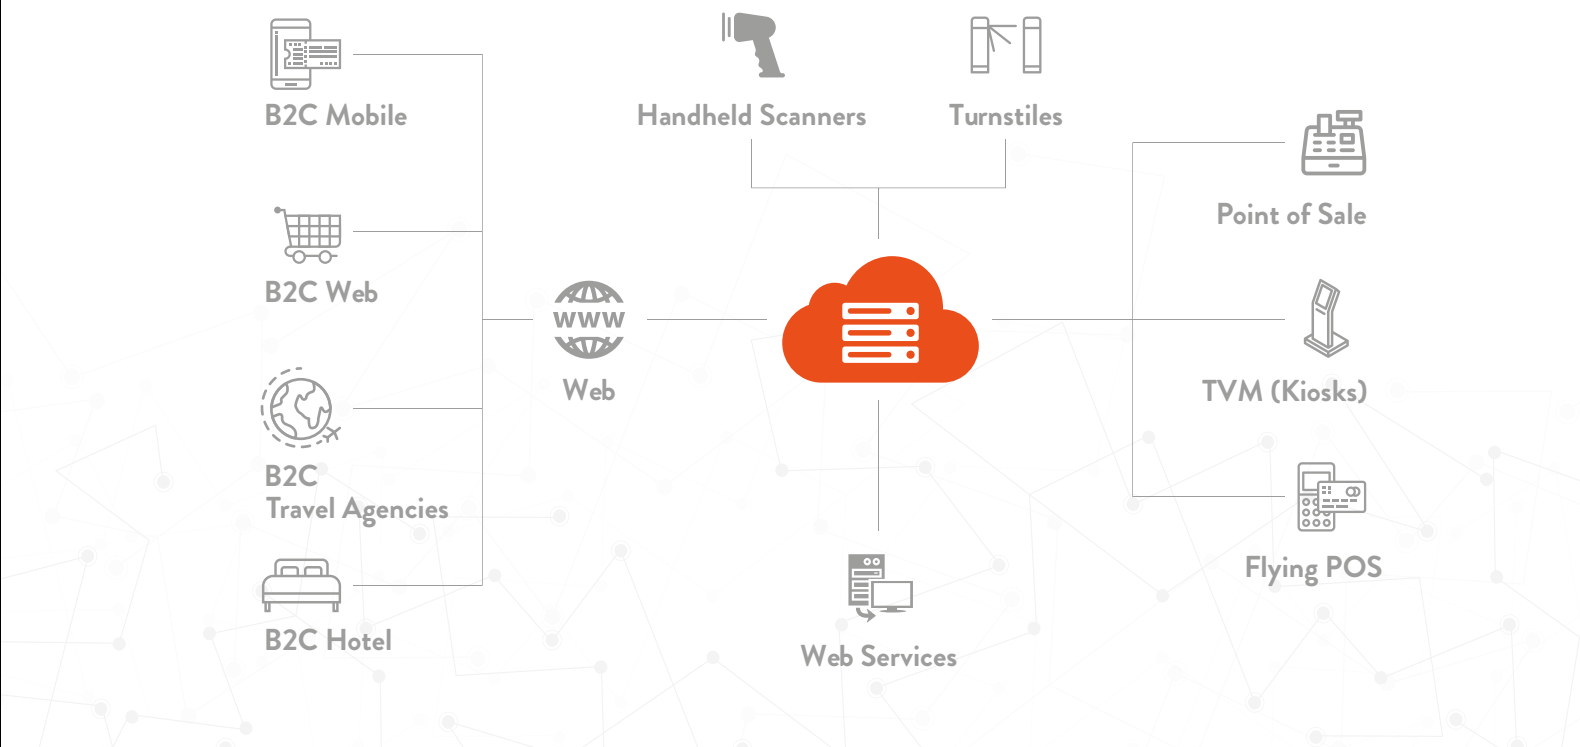 B2C Mobile
Handheld Scanners
Turnstiles
Point of Sale
B2C Web
WWW
Web
TVM (Kiosks)
B2C
Travel Agencies
Flying POS
B2C Hotel
Web Services